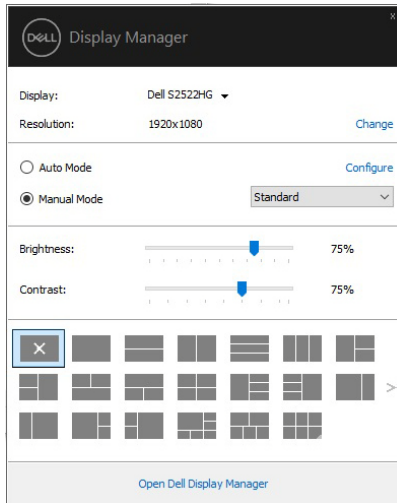 x
DELL Display Manager
Display: Dell S2522HG
Resolution: 1920x1080 Change
Auto Mode Configure
Manual Mode Standard
Brightness: 75%
Contrast: 75%
Open Dell Display Manager